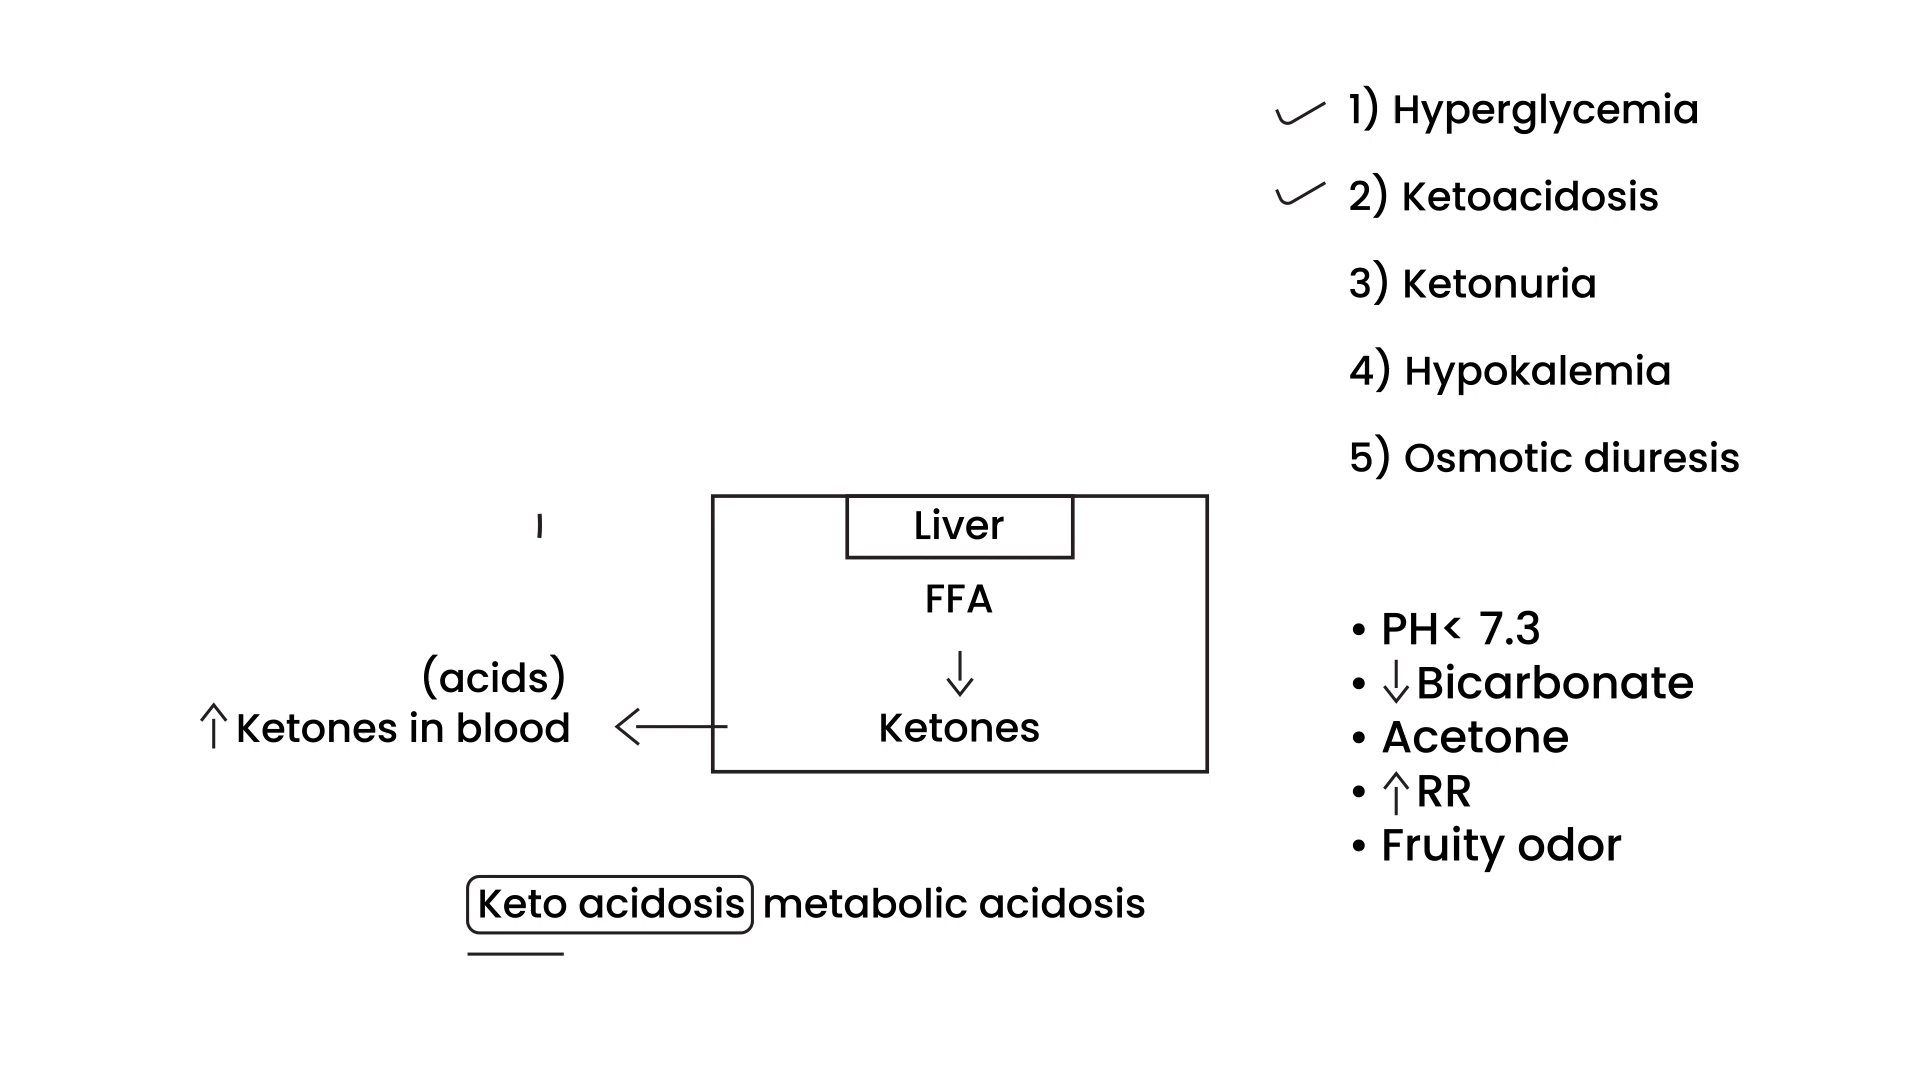 1) Hyperglycemia
2) Ketoacidosis
3) Ketonuria
4) Hypokalemia
5) Osmotic diuresis
Liver
FFA
↓
Ketones
(acids)
↑ Ketones in blood ←
• PH< 7.3
• ↓ Bicarbonate
• Acetone
• ↑ RR
• Fruity odor
Keto acidosis metabolic acidosis